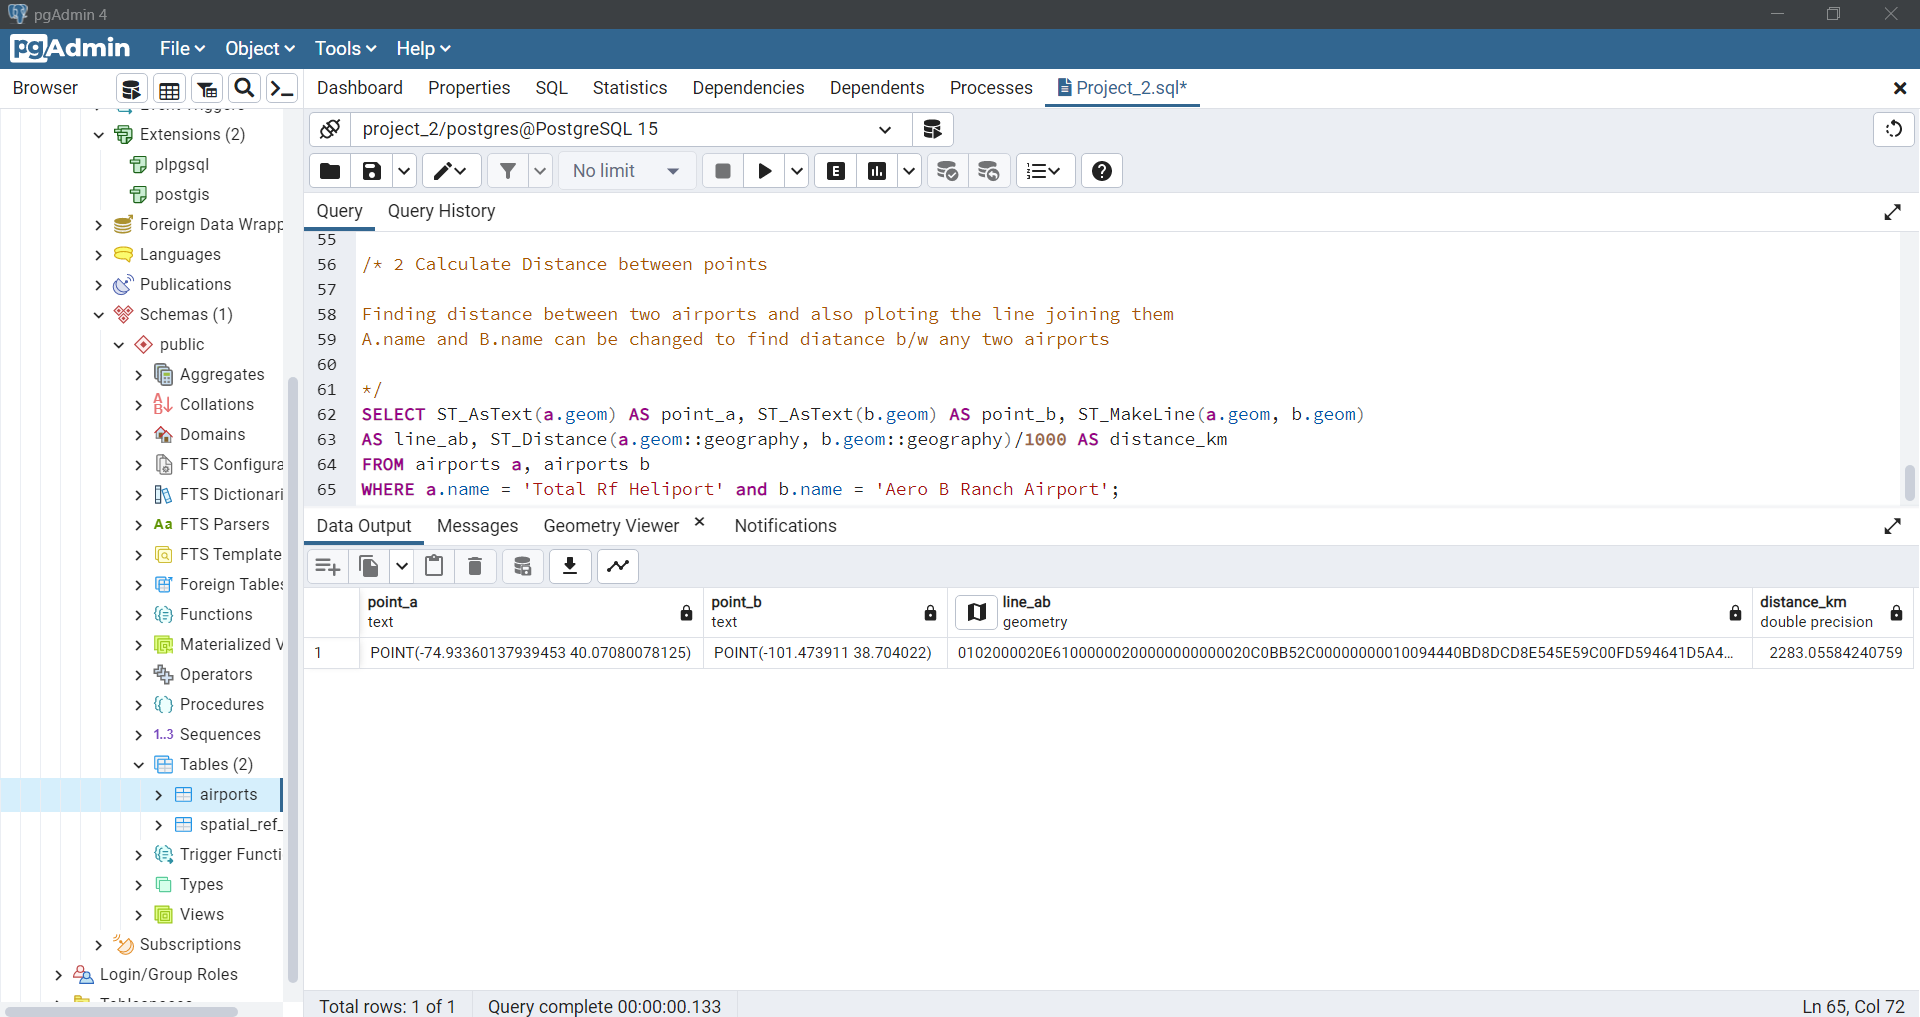 pgAdmin 4
pgAdmin File Object Tools Help
Browser Dashboard Properties SQL Statistics Dependencies Dependents Processes Project_2.sql*
Extensions (2)
plpgsql
postgis
Foreign Data Wrapp
Languages
Publications
Schemas (1)
public
Aggregates
Collations
Domains
FTS Configura
FTS Dictionari
Aa FTS Parsers
FTS Template
Foreign Tables
Functions
Materialized V
Operators
Procedures
1..3 Sequences
Tables (2)
airports
spatial_ref_
Trigger Functi
Types
Views
Subscriptions
Login/Group Roles
project_2/postgres@PostgreSQL 15
No limit E
Query Query History
55
56 /* 2 Calculate Distance between points
57
58 Finding distance between two airports and also ploting the line joining them
59 A.name and B.name can be changed to find diatance b/w any two airports
60
61 */
62 SELECT ST_AsText(a.geom) AS point_a, ST_AsText(b.geom) AS point_b, ST_MakeLine(a.geom, b.geom)
63 AS line_ab, ST_Distance(a.geom::geography, b.geom::geography)/1000 AS distance_km
64 FROM airports a, airports b
65 WHERE a.name = 'Total Rf Heliport' and b.name = 'Aero B Ranch Airport';
Data Output Messages Geometry Viewer Notifications
point_a point_b line_ab distance_km
text text geometry double precision
1 POINT(-74.93360137939453 40.07080078125) POINT(-101.473911 38.704022) 0102000020E6100000020000000000000020C0BB52C00000000010094440BD8DCD8E545E59C00FD594641D5A4... 2283.05584240759
Total rows: 1 of 1 Query complete 00:00:00.133 Ln 65, Col 72